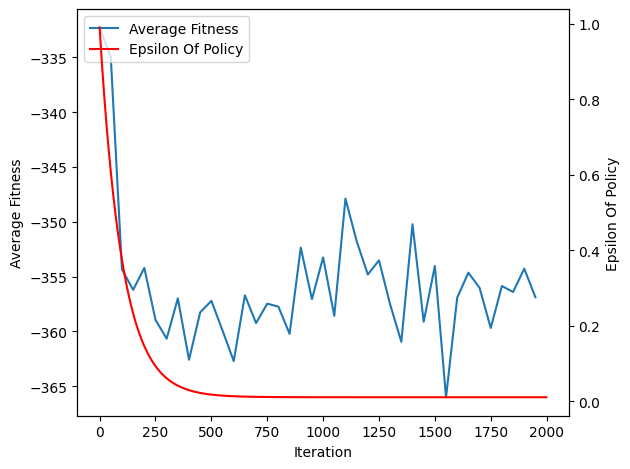 Average Fitness
Epsilon Of Policy
−335
−340
−345
−350
−355
−360
−365
Average Fitness
1.0
0.8
0.6
0.4
0.2
0.0
Epsilon Of Policy
0 250 500 750 1000 1250 1500 1750 2000
Iteration